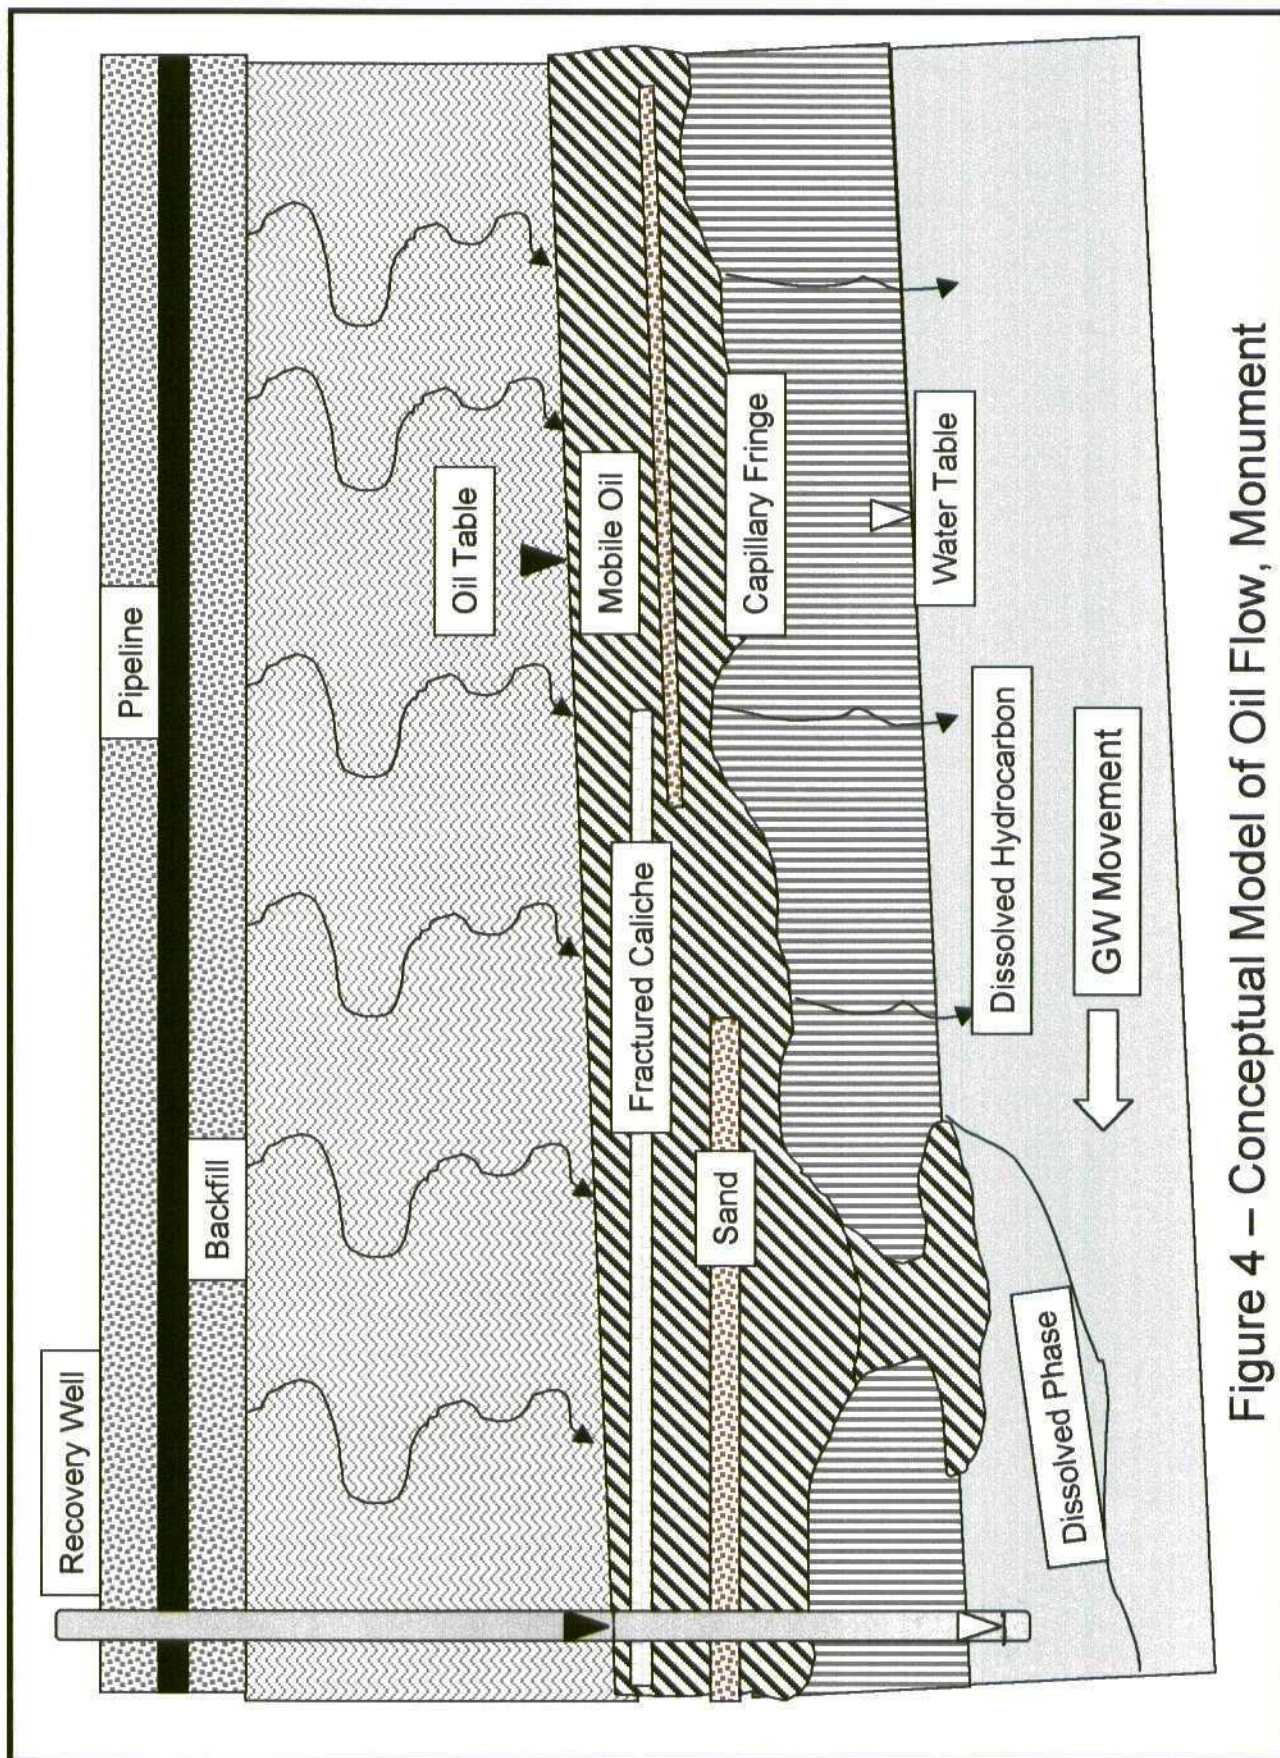 Recovery Well
Pipeline
Backfill
Oil Table
Mobile Oil
Fractured Caliche
Sand
Capillary Fringe
Water Table
Dissolved Hydrocarbon
GW Movement
Dissolved Phase
Figure 4 – Conceptual Model of Oil Flow, Monument